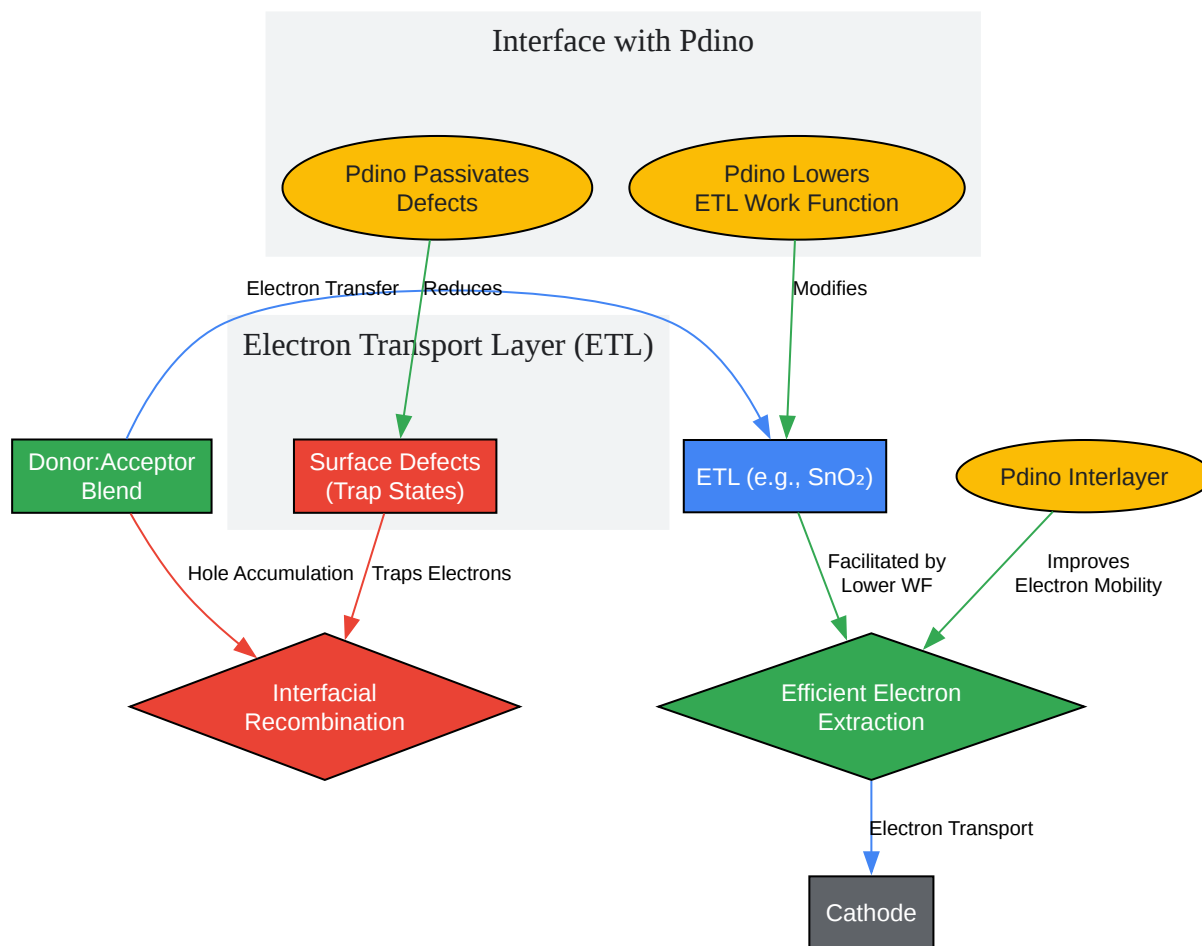 Interface with Pdino
Pdino Passivates
Defects
Pdino Lowers
ETL Work Function
Electron Transfer
Reduces
Modifies
Electron Transport Layer (ETL)
Donor:Acceptor
Blend
Surface Defects
(Trap States)
ETL (e.g., SnO₂)
Pdino Interlayer
Hole Accumulation
Traps Electrons
Facilitated by
Lower WF
Improves
Electron Mobility
Interfacial
Recombination
Efficient Electron
Extraction
Electron Transport
Cathode